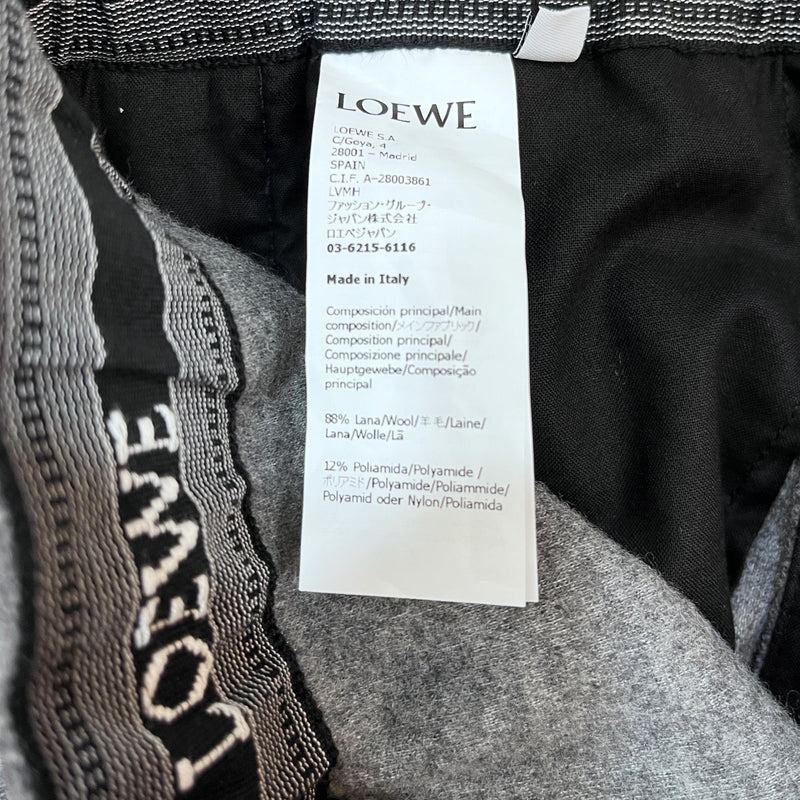 LOEWE
LOEWE S.A.
C/Goya, 4
28001 – Madrid
SPAIN
C.I.F. A-28003861
LVMH
ファッション・グループ・
ジャパン株式会社
ロエベジャパン
03-6215-6116
Made in Italy
Composición principal/Main
composition/メインファブリック/
Composition principal/
Composizione principale/
Hauptgewebe/Composição
principal
88% Lana/Wool/羊毛/Laine/
Lana/Wolle/Lã
12% Poliamida/Polyamide /
ポリアミド/Polyamide/Poliammide/
Polyamid oder Nylon/Poliamida
LOEWE